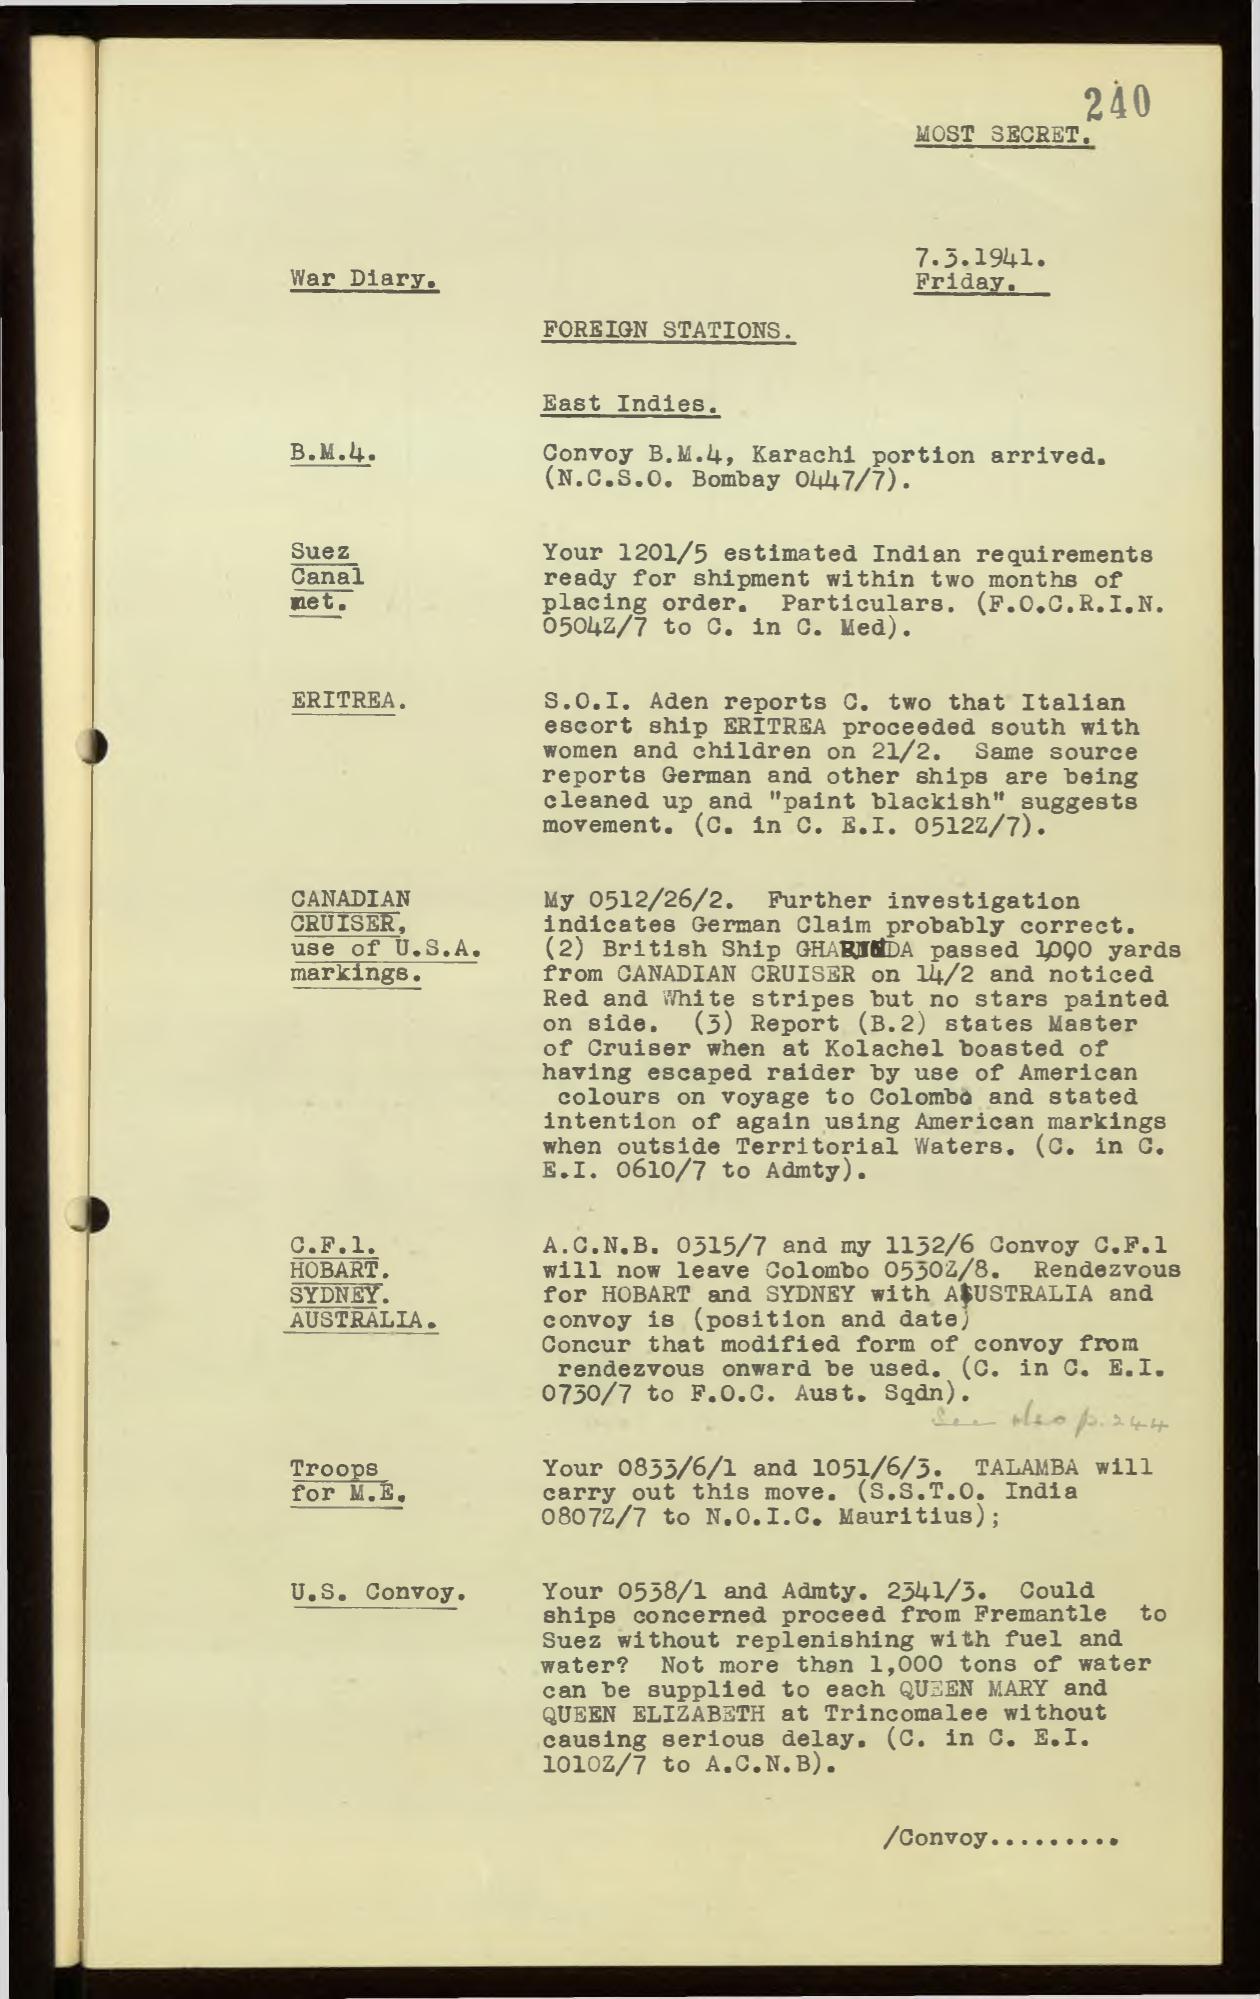 240
MOST SECRET.
7.3.1941.
War Diary.
Friday.
FOREIGN STATIONS.
East Indies.
B.M.4.
Convoy B.M.4, Karachi portion arrived.
(N.C.S.O. Bombay 0447/7).
Suez
Canal
net.
Your 1201/5 estimated Indian requirements
ready for shipment within two months of
placing order. Particulars. (F.O.C.R.I.N.
0504Z/7 to C. in C. Med).
ERITREA.
S.O.I. Aden reports C. two that Italian
escort ship ERITREA proceeded south with
women and children on 21/2. Same source
reports German and other ships are being
cleaned up and "paint blackish" suggests
movement. (C. in C. E.I. 0512Z/7).
CANADIAN
CRUISER,
use of U.S.A.
markings.
My 0512/26/2. Further investigation
indicates German Claim probably correct.
(2) British Ship passed yards
from CANADIAN CRUISER on 14/2 and noticed
Red and White stripes but no stars painted
on side. (3) Report (B.2) states Master
of Cruiser when at Kolachel boasted of
having escaped raider by use of American
colours on voyage to Colombo and stated
intention of again using American markings
when outside Territorial Waters. (C. in C.
E.I. 0610/7 to Admty).
C.F.1.
HOBART.
SYDNEY.
AUSTRALIA.
A.C.N.B. 0315/7 and my 1132/6 Convoy C.F.1
will now leave Colombo 0530Z/8. Rendezvous
for HOBART and SYDNEY with AUSTRALIA and
convoy is (position and date)
Concur that modified form of convoy from
rendezvous onward be used. (C. in C. E.I.
0730/7 to F.O.C. Aust. Sqdn).
See also p. 244
Troops
for M.E.
Your 0833/6/1 and 1051/6/3. TALAMBA will
carry out this move. (S.S.T.O. India
0807Z/7 to N.O.I.C. Mauritius);
U.S. Convoy.
Your 0538/1 and Admty. 2341/3. Could
ships concerned proceed from Fremantle to
Suez without replenishing with fuel and
water? Not more than 1,000 tons of water
can be supplied to each QUEEN MARY and
QUEEN ELIZABETH at Trincomalee without
causing serious delay. (C. in C. E.I.
1010Z/7 to A.C.N.B).
/Convoy.........